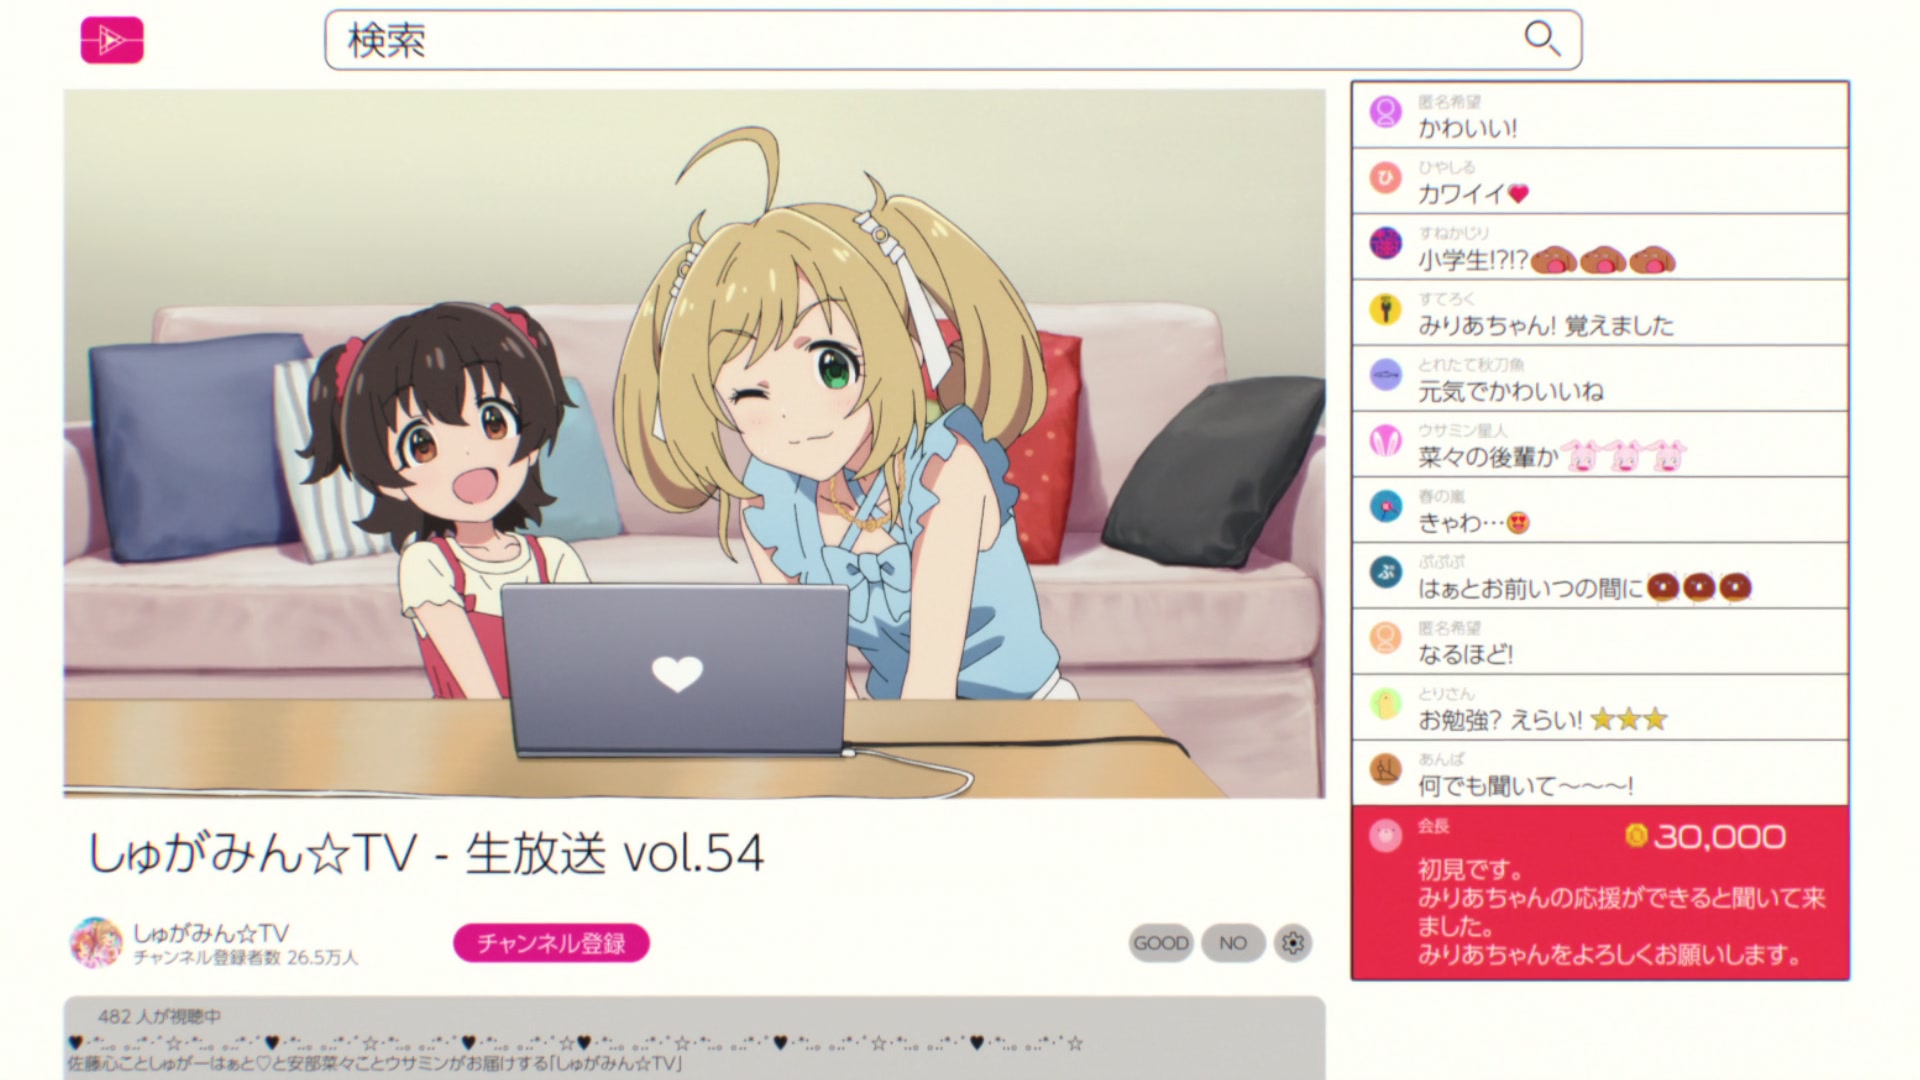 検索
しゅがみん☆TV - 生放送 vol.54
しゅがみん☆TV
チャンネル登録者数 26.5万人
チャンネル登録
GOOD
NO
482 人が視聴中
佐藤心ことしゅがーはぁと♡と安部菜々ことウサミンがお届けする「しゅがみん☆TV」
匿名希望
かわいい!
ひ
ひやしる
カワイイ♥
すねかじり
小学生!?!?
すてろく
みりあちゃん! 覚えました
とれたて秋刀魚
元気でかわいいね
ウサミン星人
菜々の後輩か
春の嵐
きゃわ…😍
ぷ
ぷぷぷ
はぁとお前いつの間に
匿名希望
なるほど!
とりさん
お勉強? えらい! ★★★
あんば
何でも聞いて〜〜〜!
会長
30,000
初見です。
みりあちゃんの応援ができると聞いて来
ました。
みりあちゃんをよろしくお願いします。